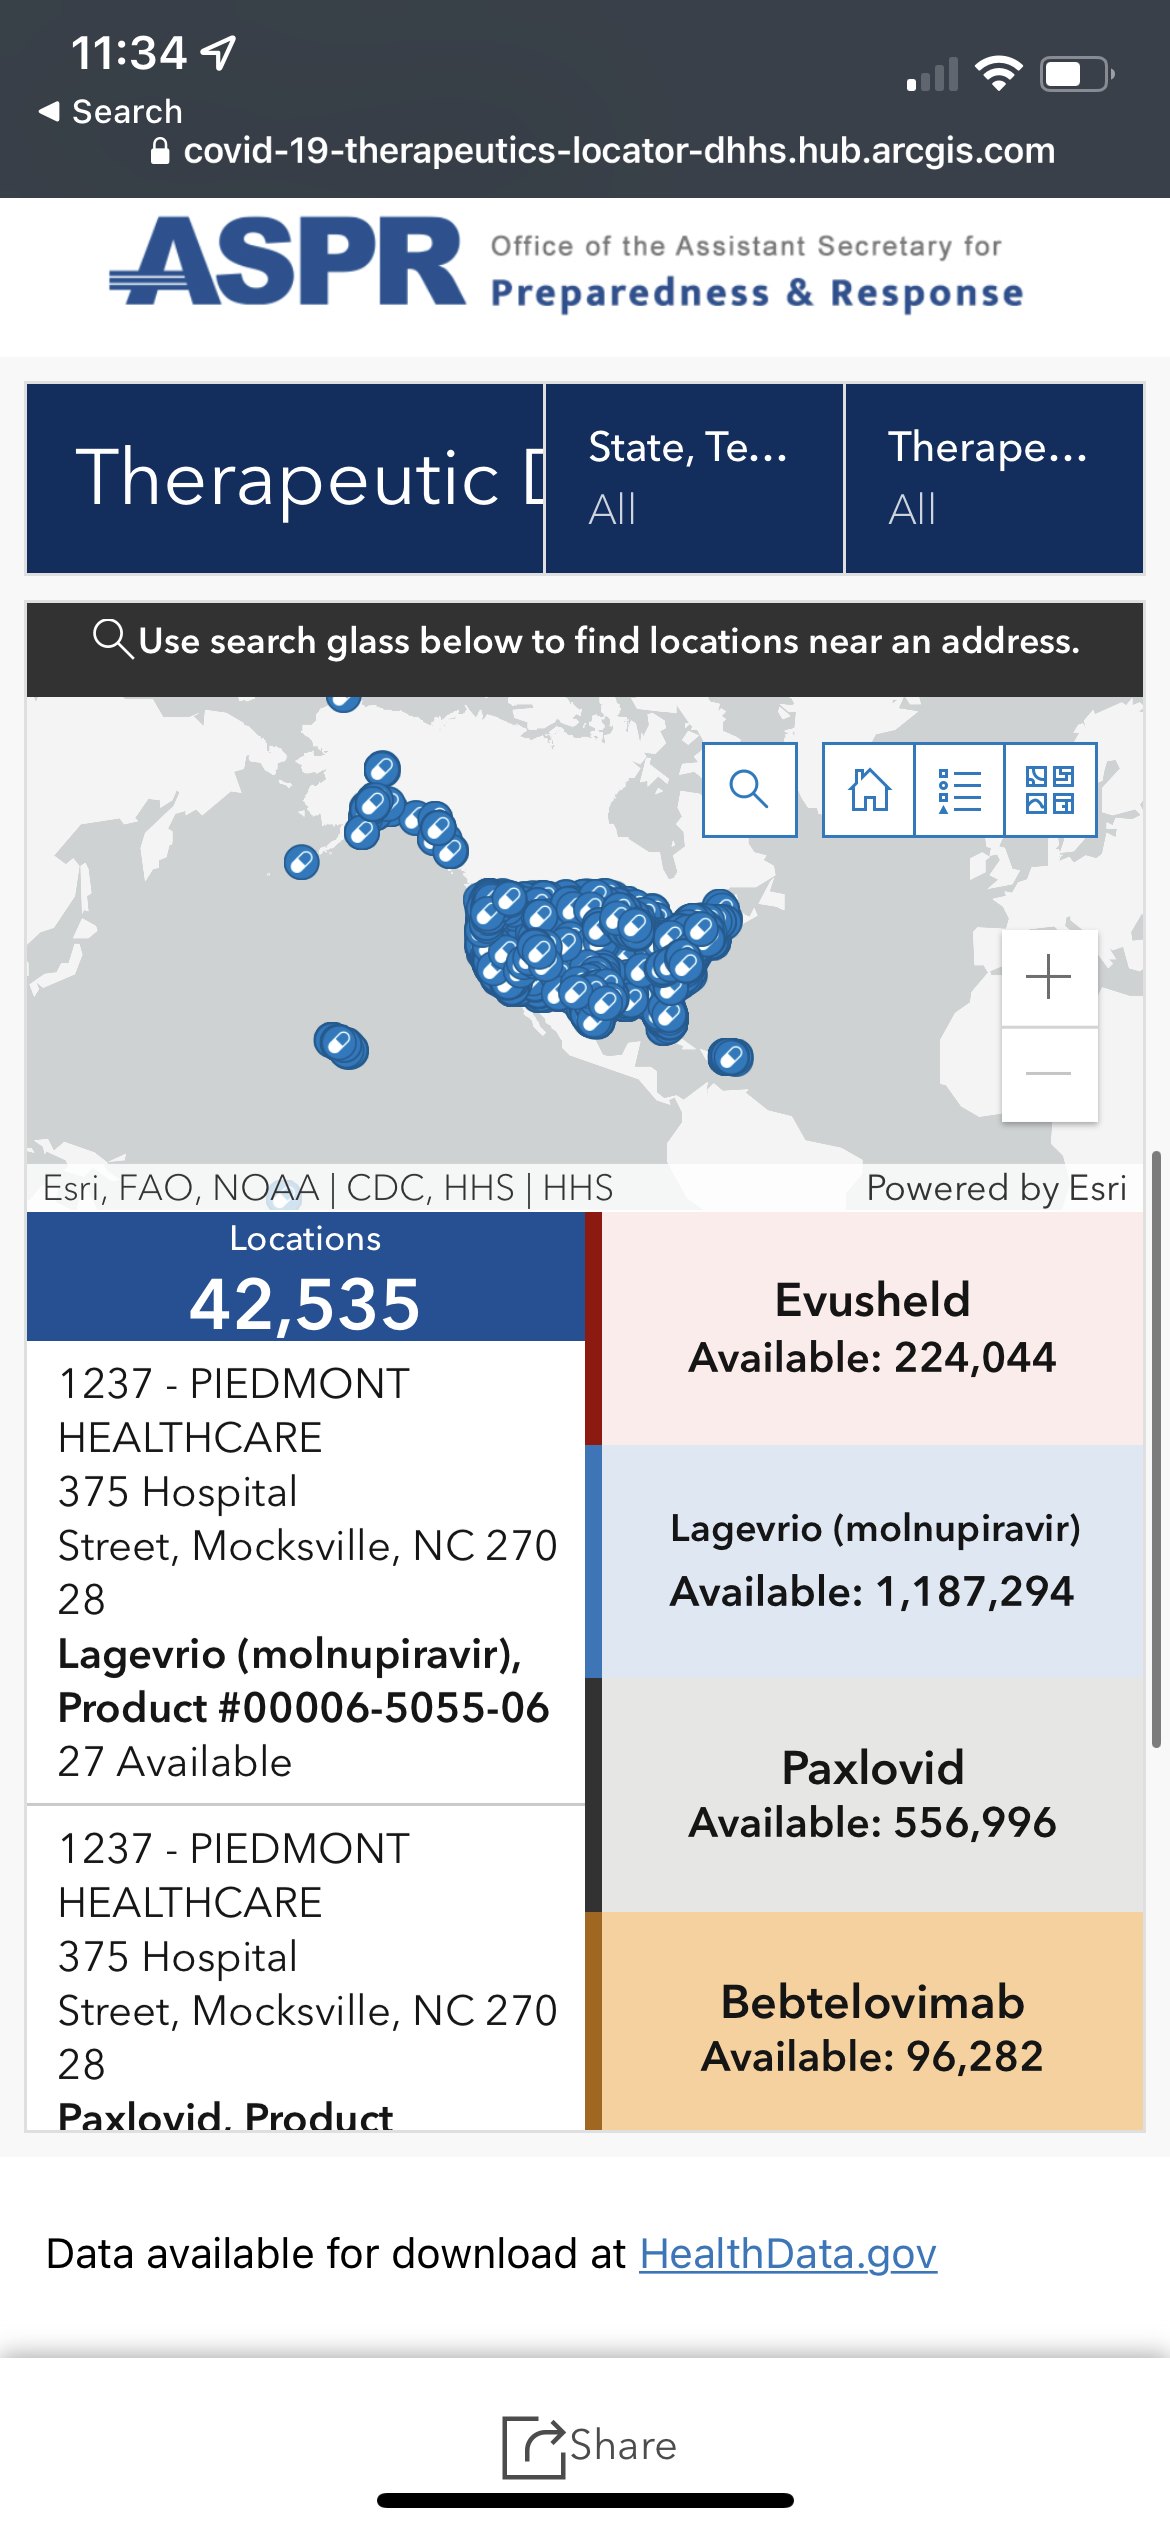 11:34
Search
covid-19-therapeutics-locator-dhhs.hub.arcgis.com
ASPR
Office of the Assistant Secretary for
Preparedness & Response
Therapeutic
State, Te...
All
Therape...
All
Use search glass below to find locations near an address.
Esri, FAO, NOAA | CDC, HHS | HHS
Powered by Esri
Locations
42,535
1237 - PIEDMONT
HEALTHCARE
375 Hospital
Street, Mocksville, NC 270
28
Lagevrio (molnupiravir),
Product #00006-5055-06
27 Available
1237 - PIEDMONT
HEALTHCARE
375 Hospital
Street, Mocksville, NC 270
28
Paxlovid, Product
Evusheld
Available: 224,044
Lagevrio (molnupiravir)
Available: 1,187,294
Paxlovid
Available: 556,996
Bebtelovimab
Available: 96,282
Data available for download at HealthData.gov
Share